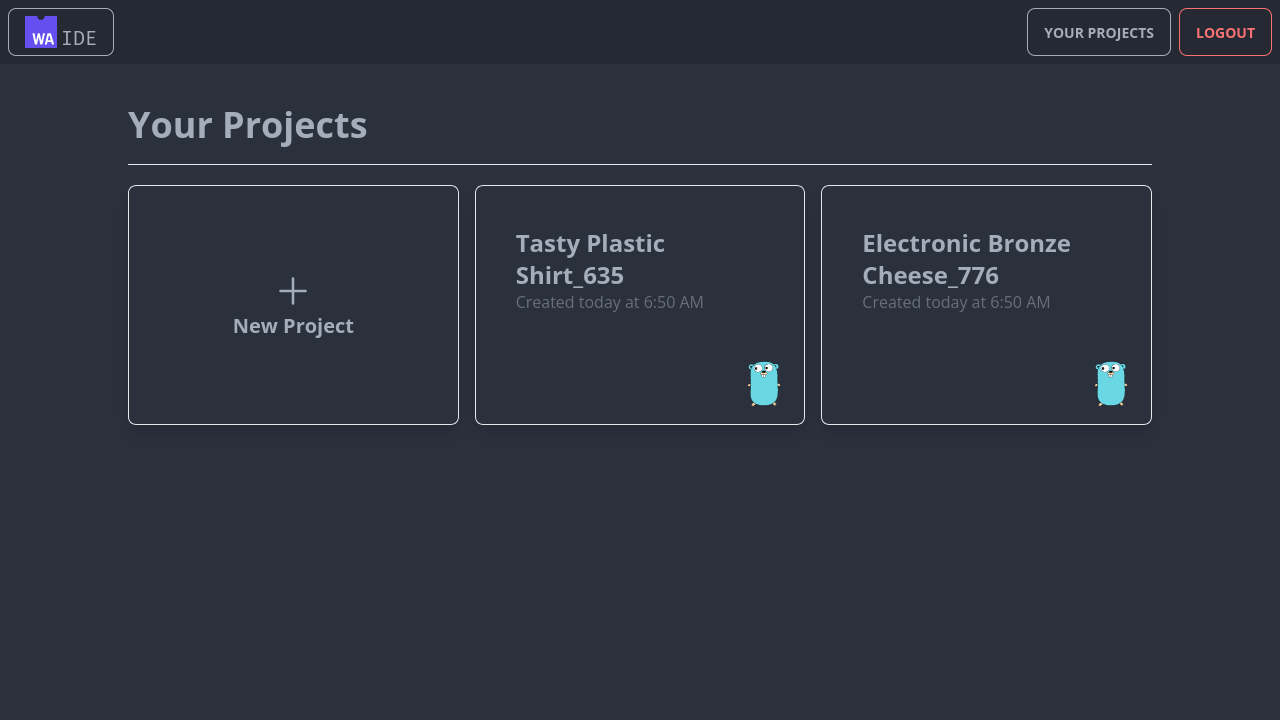 WA IDE
YOUR PROJECTS
LOGOUT
Your Projects
New Project
Tasty Plastic
Shirt_635
Created today at 6:50 AM
Electronic Bronze
Cheese_776
Created today at 6:50 AM